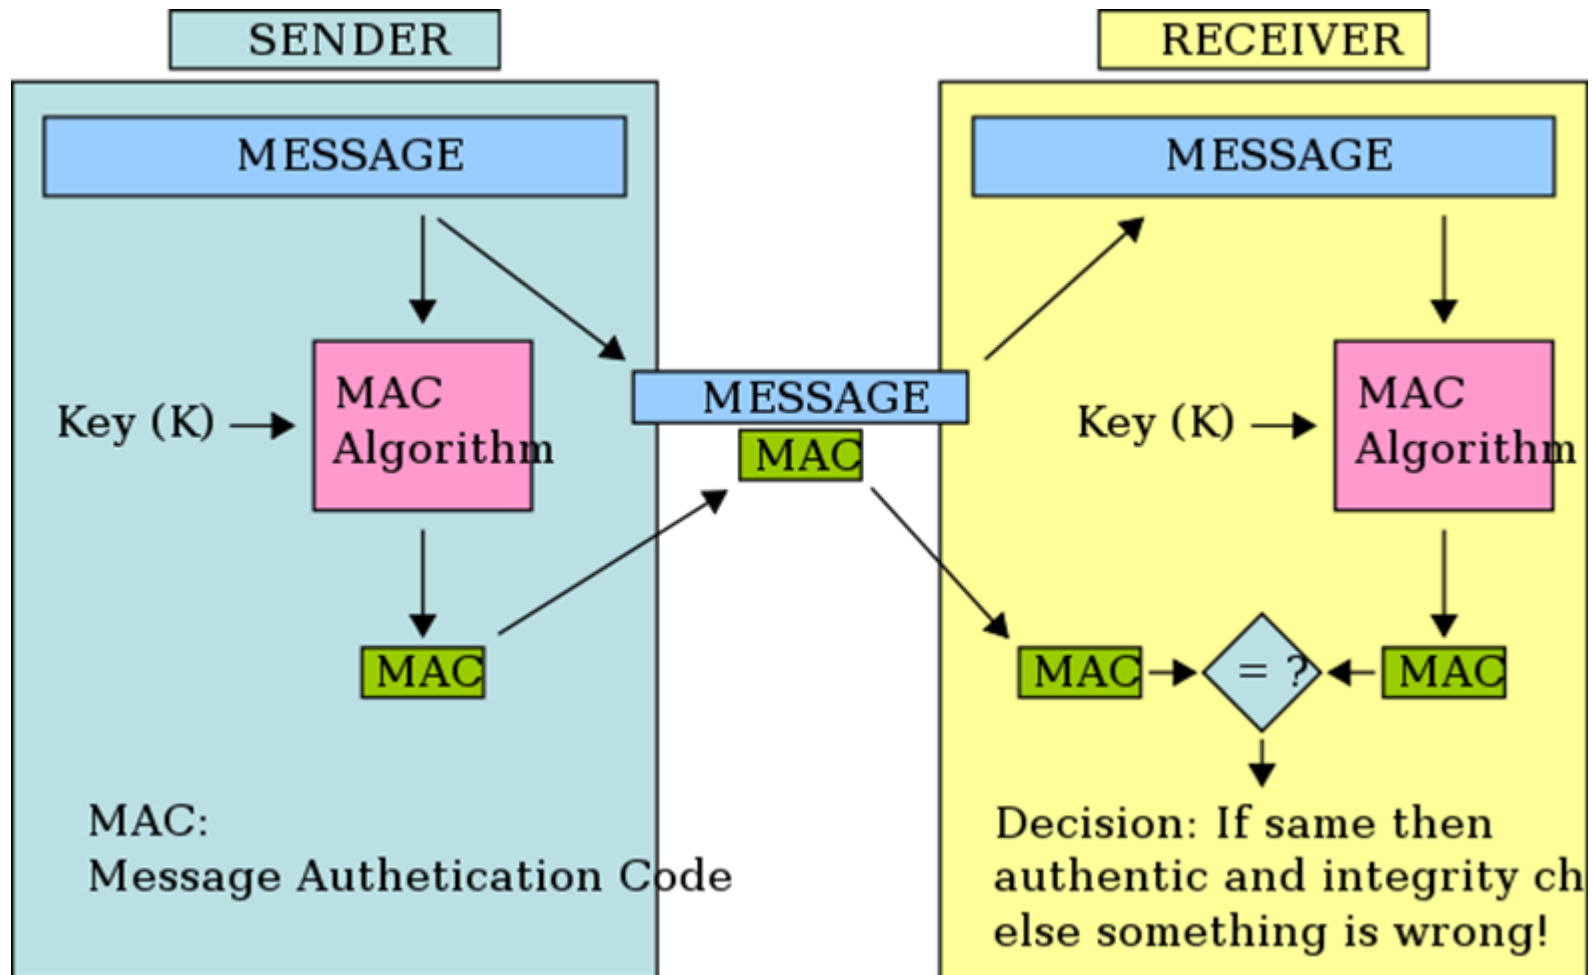 SENDER
RECEIVER
MESSAGE
MESSAGE
MAC
Algorithm
Key (K)
MESSAGE
MAC
Key (K)
MAC
Algorithm
MAC
MAC
= ?
MAC
MAC:
Message Authetication Code
Decision: If same then
authentic and integrity ch
else something is wrong!